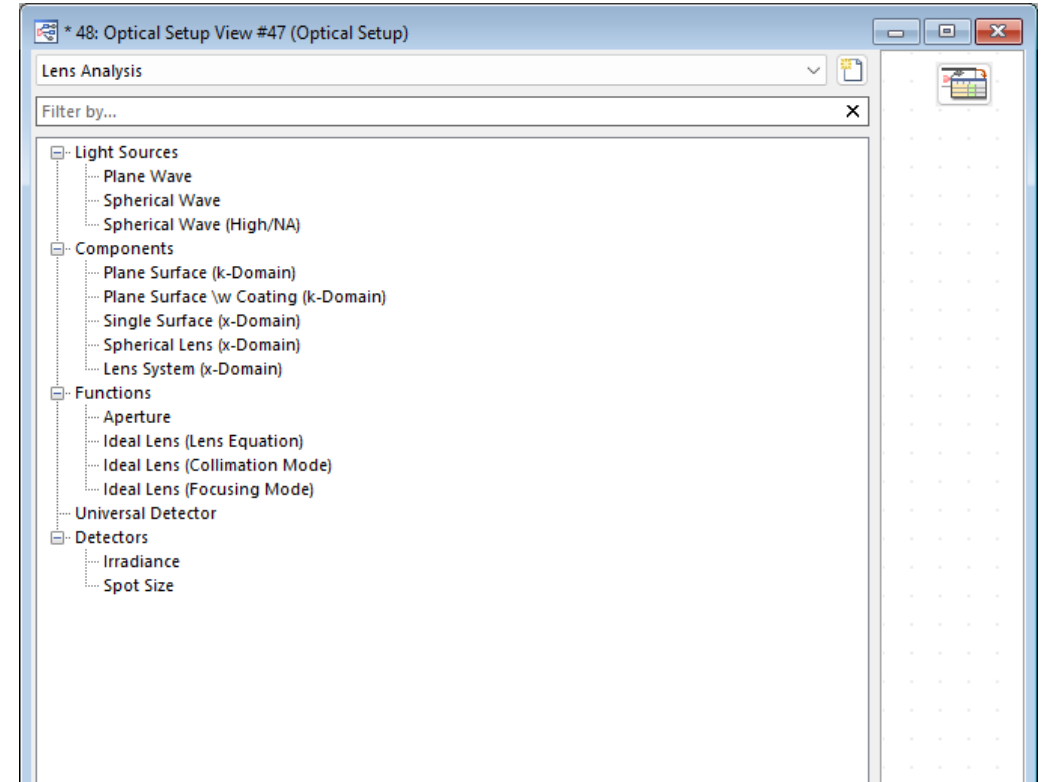 * 48: Optical Setup View #47 (Optical Setup)
Lens Analysis
Filter by...
Light Sources
Plane Wave
Spherical Wave
Spherical Wave (High/NA)
Components
Plane Surface (k-Domain)
Plane Surface \w Coating (k-Domain)
Single Surface (x-Domain)
Spherical Lens (x-Domain)
Lens System (x-Domain)
Functions
Aperture
Ideal Lens (Lens Equation)
Ideal Lens (Collimation Mode)
Ideal Lens (Focusing Mode)
Universal Detector
Detectors
Irradiance
Spot Size